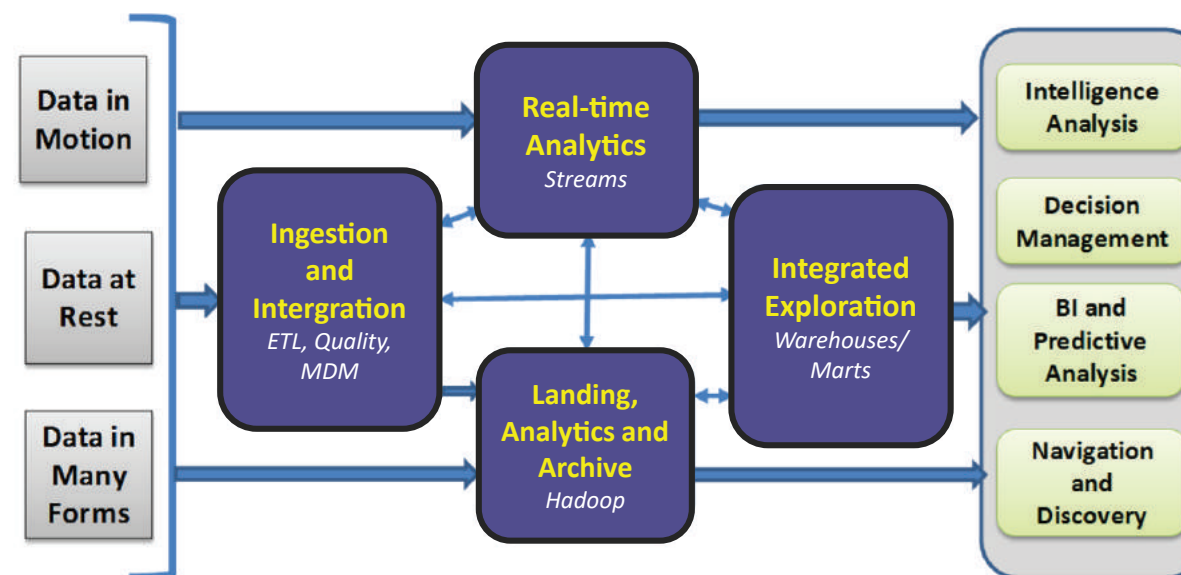 Data in
Motion
Data at
Rest
Data in
Many
Forms
Ingestion
and
Intergration
ETL, Quality,
MDM
Real-time
Analytics
Streams
Landing,
Analytics and
Archive
Hadoop
Integrated
Exploration
Warehouses/
Marts
Intelligence
Analysis
Decision
Management
BI and
Predictive
Analysis
Navigation
and
Discovery